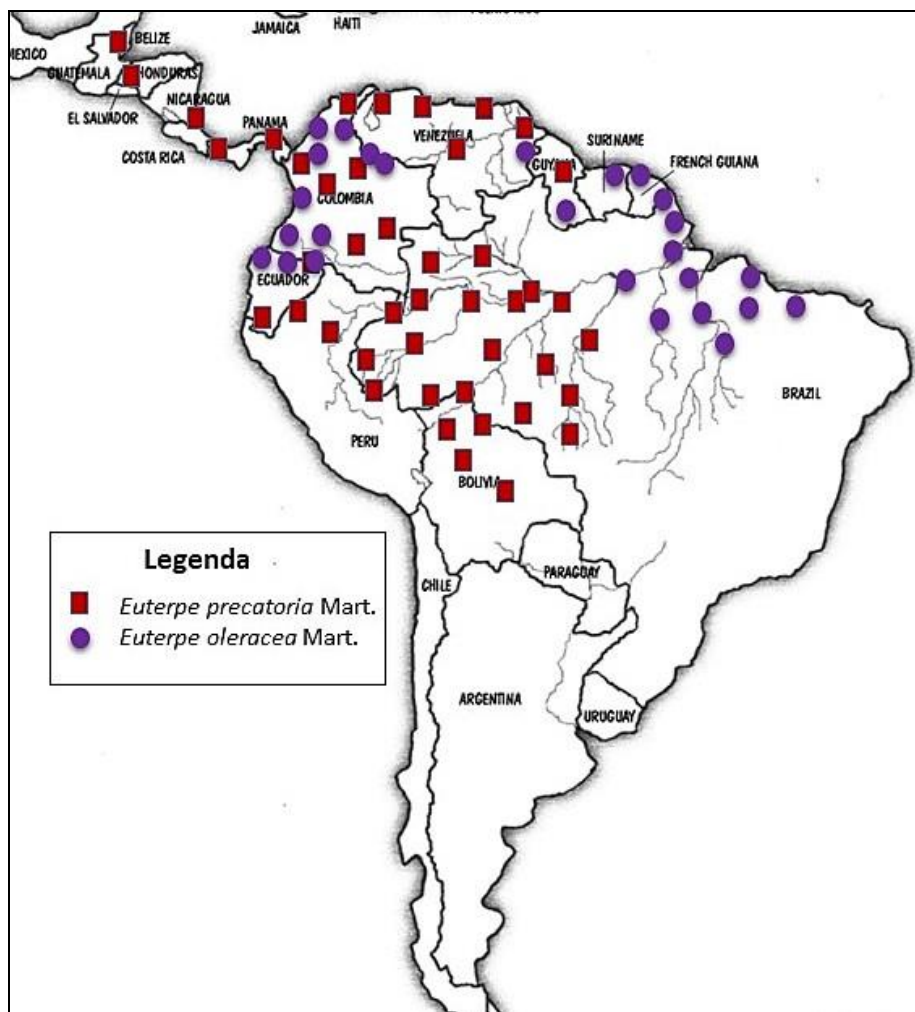 JAMAICA
HAITI
BELIZE
MEXICO
GUATEMALA
HONDURAS
EL SALVADOR
NICARAGUA
COSTA RICA
PANAMA
VENEZUELA
SURINAME
GUYANA
FRENCH GUIANA
COLOMBIA
ECUADOR
BRAZIL
PERU
BOLIVIA
Legenda
Euterpe precatoria Mart.
Euterpe oleracea Mart.
CHILE
PARAGUAY
ARGENTINA
URUGUAY